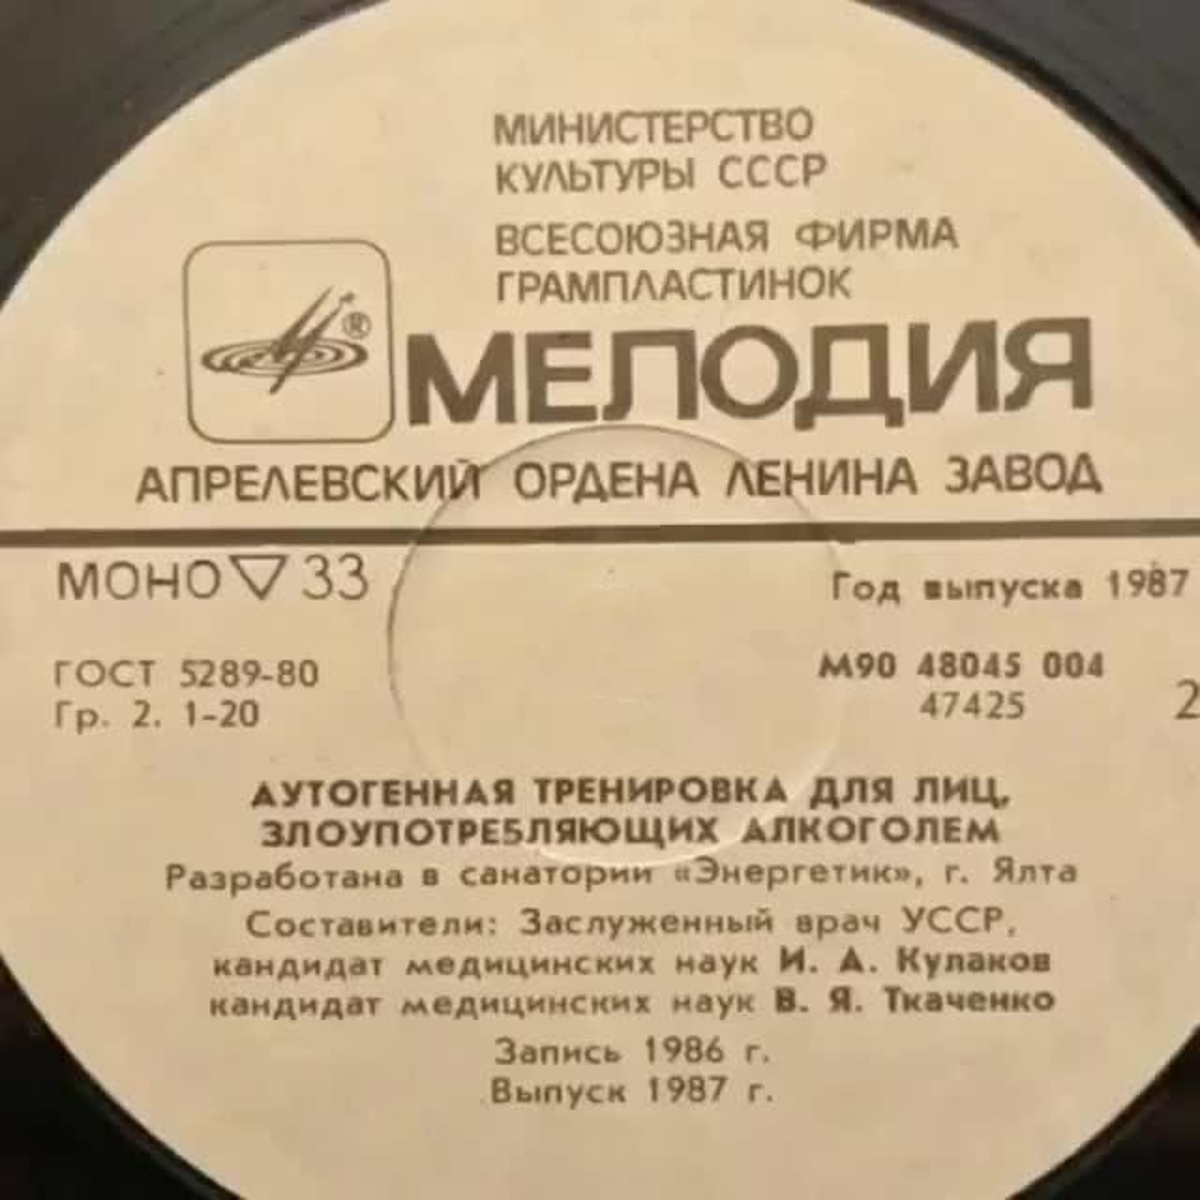 МИНИСТЕРСТВО
КУЛЬТУРЫ СССР
ВСЕСОЮЗНАЯ ФИРМА
ГРАМПЛАСТИНОК
®
МЕЛОДИЯ
АПРЕЛЕВСКИЙ ОРДЕНА ЛЕНИНА ЗАВОД
МОНО ▽ 33
Год выпуска 1987
ГОСТ 5289-80
Гр. 2. 1-20
М90 48045 004
47425
2
АУТОГЕННАЯ ТРЕНИРОВКА ДЛЯ ЛИЦ,
ЗЛОУПОТРЕБЛЯЮЩИХ АЛКОГОЛЕМ
Разработана в санатории «Энергетик», г. Ялта
Составители: Заслуженный врач УССР,
кандидат медицинских наук И. А. Кулаков
кандидат медицинских наук В. Я. Ткаченко
Запись 1986 г.
Выпуск 1987 г.